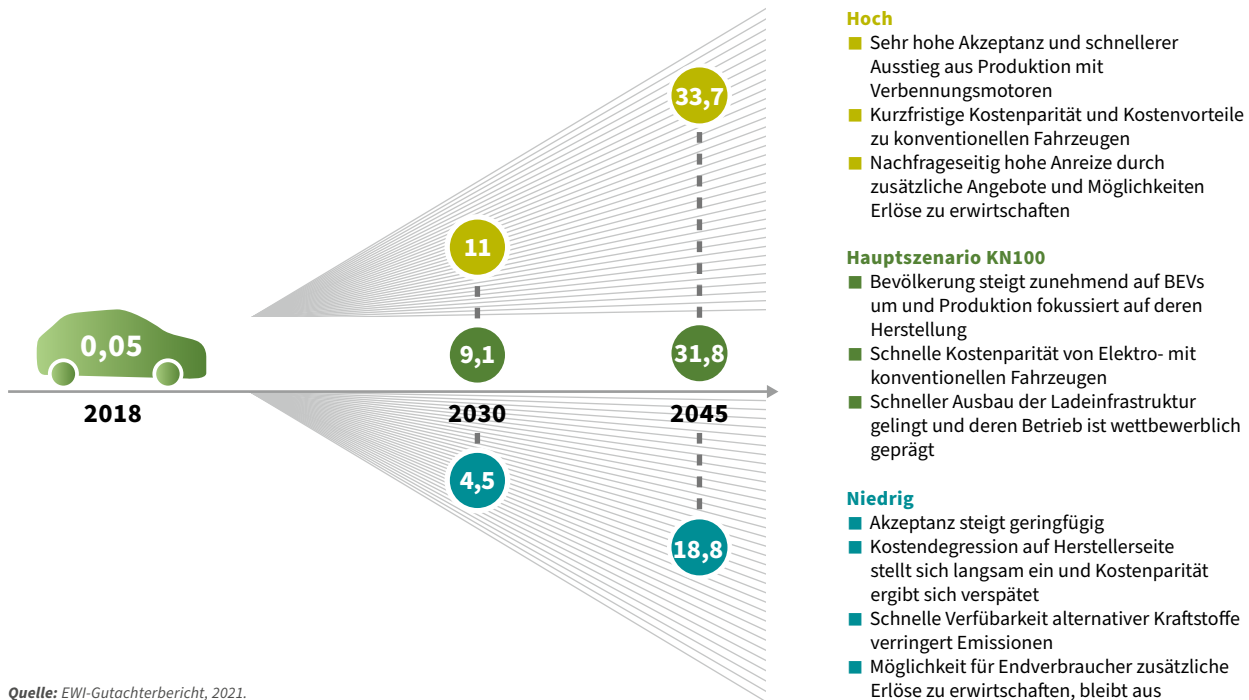 0,05
2018
11
9,1
2030
4,5
33,7
31,8
2045
18,8
Hoch
Sehr hohe Akzeptanz und schnellerer
Ausstieg aus Produktion mit
Verbennungsmotoren
Kurzfristige Kostenparität und Kostenvorteile
zu konventionellen Fahrzeugen
Nachfrageseitig hohe Anreize durch
zusätzliche Angebote und Möglichkeiten
Erlöse zu erwirtschaften
Hauptszenario KN100
Bevölkerung steigt zunehmend auf BEVs
um und Produktion fokussiert auf deren
Herstellung
Schnelle Kostenparität von Elektro- mit
konventionellen Fahrzeugen
Schneller Ausbau der Ladeinfrastruktur
gelingt und deren Betrieb ist wettbewerblich
geprägt
Niedrig
Akzeptanz steigt geringfügig
Kostendegression auf Herstellerseite
stellt sich langsam ein und Kostenparität
ergibt sich verspätet
Schnelle Verfübarkeit alternativer Kraftstoffe
verringert Emissionen
Möglichkeit für Endverbraucher zusätzliche
Erlöse zu erwirtschaften, bleibt aus
Quelle: EWI-Gutachterbericht, 2021.